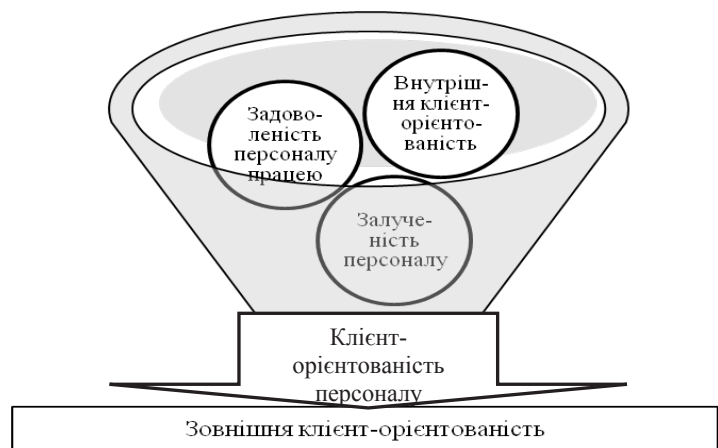 Задово-
леність
персоналу
працею
Внутріш-
ня клієнт-
орієнто-
ваність
Залуче-
ність
персоналу
Клієнт-
орієнтованість
персоналу
Зовнішня клієнт-орієнтованість